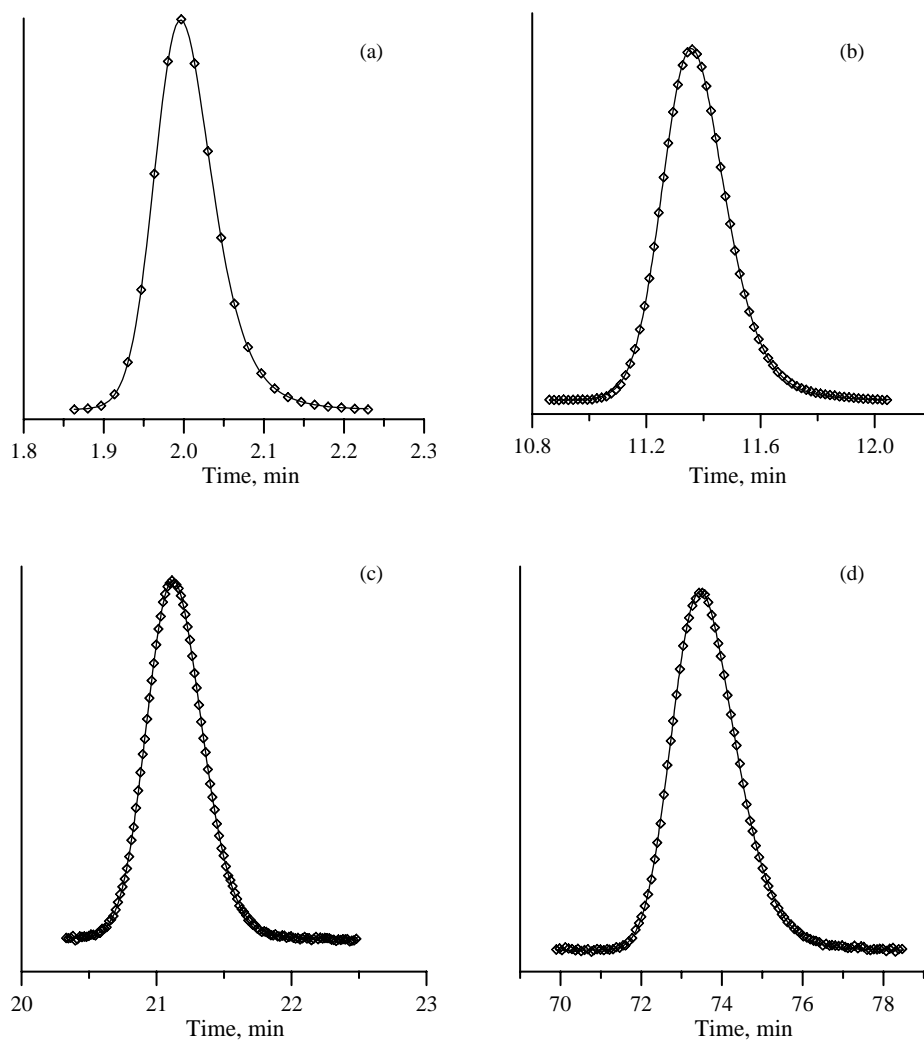 (a)
1.8 1.9 2.0 2.1 2.2 2.3
Time, min
(b)
10.8 11.2 11.6 12.0
Time, min
(c)
20 21 22 23
Time, min
(d)
70 72 74 76 78
Time, min